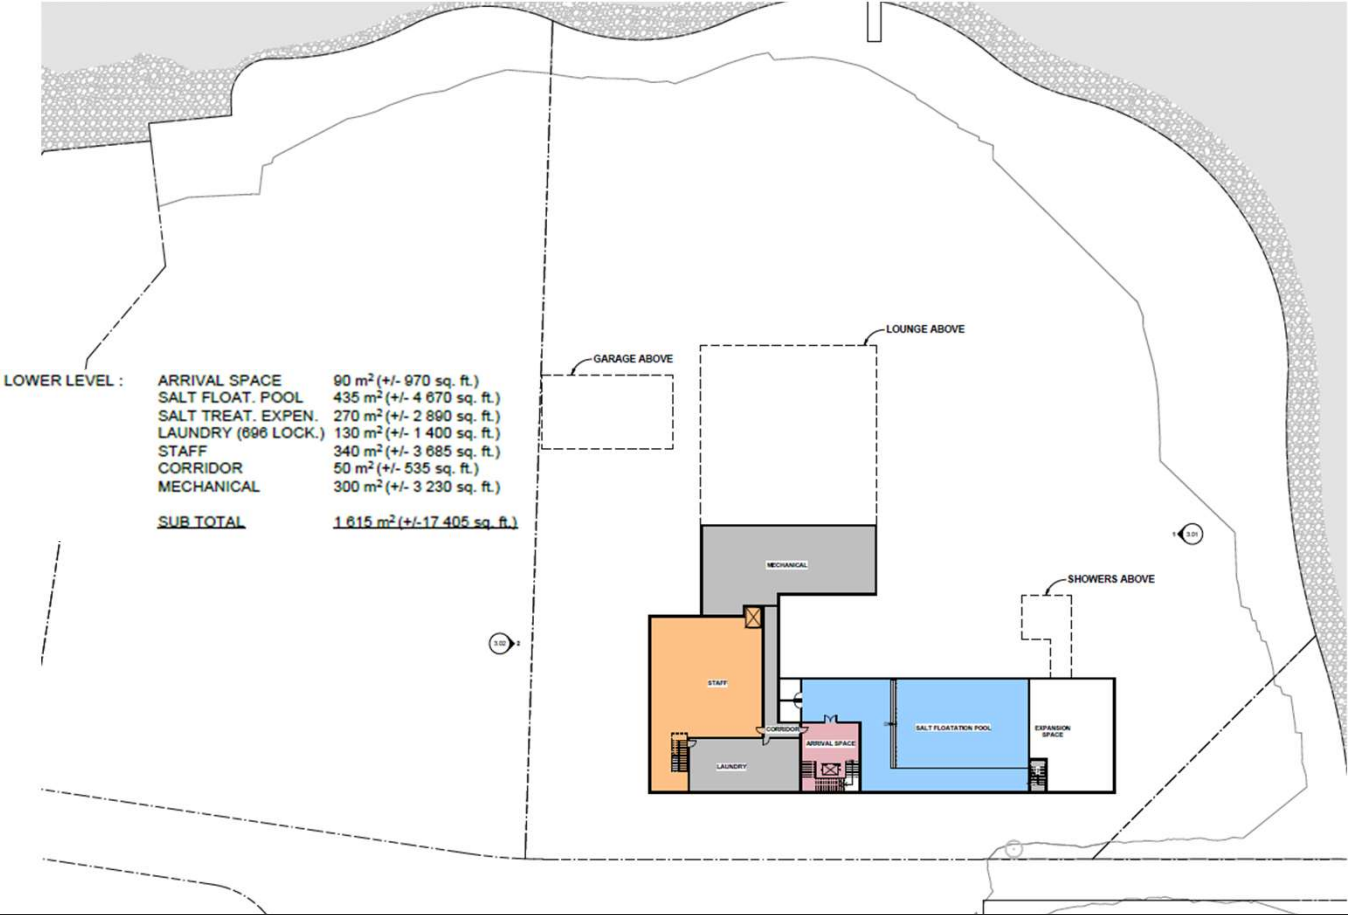 LOUNGE ABOVE
GARAGE ABOVE
LOWER LEVEL : ARRIVAL SPACE 90 m² (+/- 970 sq. ft.)
SALT FLOAT. POOL 435 m² (+/- 4 670 sq. ft.)
SALT TREAT. EXPEN. 270 m² (+/- 2 890 sq. ft.)
LAUNDRY (696 LOCK.) 130 m² (+/- 1 400 sq. ft.)
STAFF 340 m² (+/- 3 685 sq. ft.)
CORRIDOR 50 m² (+/- 535 sq. ft.)
MECHANICAL 300 m² (+/- 3 230 sq. ft.)
SUB TOTAL 1 615 m² (+/-17 405 sq. ft.)
1 3.01
MECHANICAL
SHOWERS ABOVE
3.02 2
STAFF
CORRIDOR
SALT FLOATATION POOL
EXPANSION
SPACE
ARRIVAL SPACE
LAUNDRY